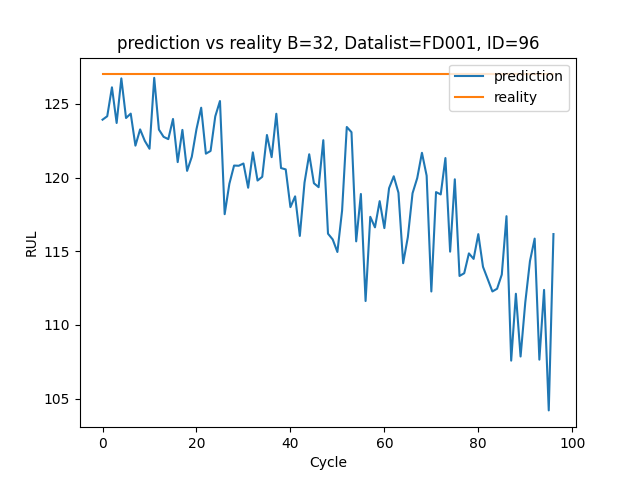 prediction vs reality B=32, Datalist=FD001, ID=96
prediction
reality
RUL
125
120
115
110
105
0 20 40 60 80 100
Cycle